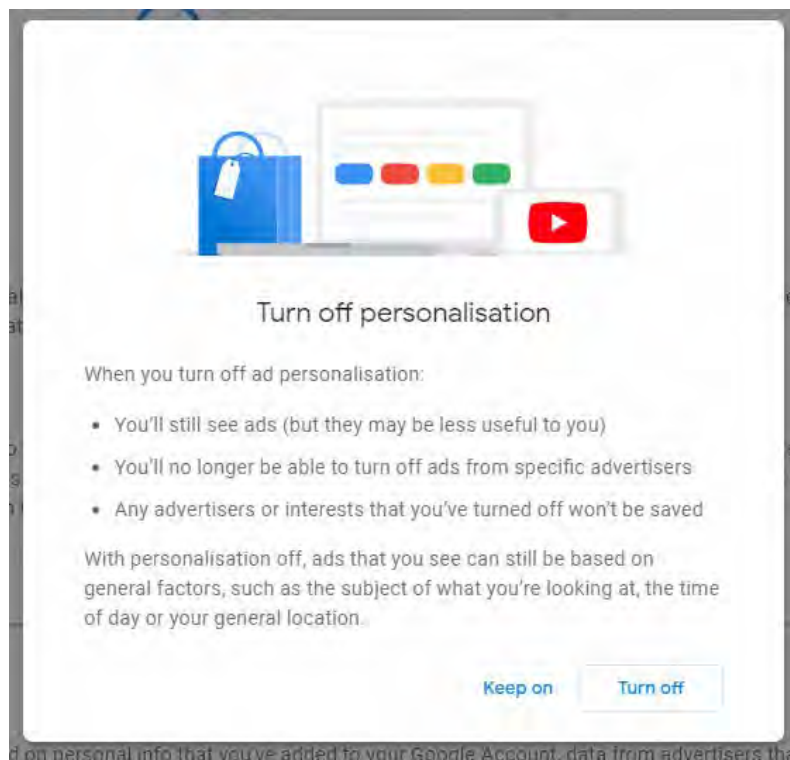 Turn off personalisation
When you turn off ad personalisation:
• You'll still see ads (but they may be less useful to you)
• You'll no longer be able to turn off ads from specific advertisers
• Any advertisers or interests that you've turned off won't be saved
With personalisation off, ads that you see can still be based on
general factors, such as the subject of what you're looking at, the time
of day or your general location.
Keep on Turn off
on personal info that you've added to your Google Account, data from advertisers